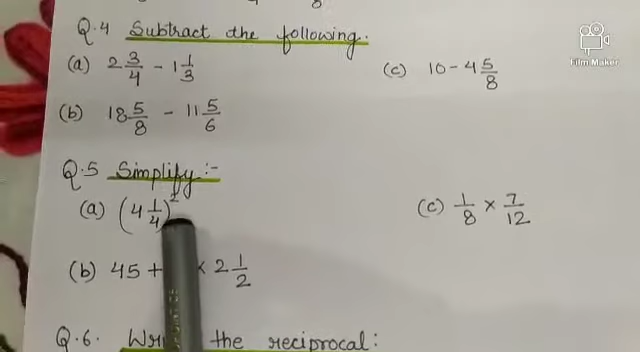 8
Q.4 Subtract the following:-
(a) 2 3/4 - 1 1/3
(c) 10 - 4 5/8
(b) 18 5/8 - 11 5/6
Q.5 Simplify:-
(a) (4 1/4)²
(c) 1/8 × 7/12
(b) 45 + × 2 1/2
Q.6. the reciprocal:
Film Maker